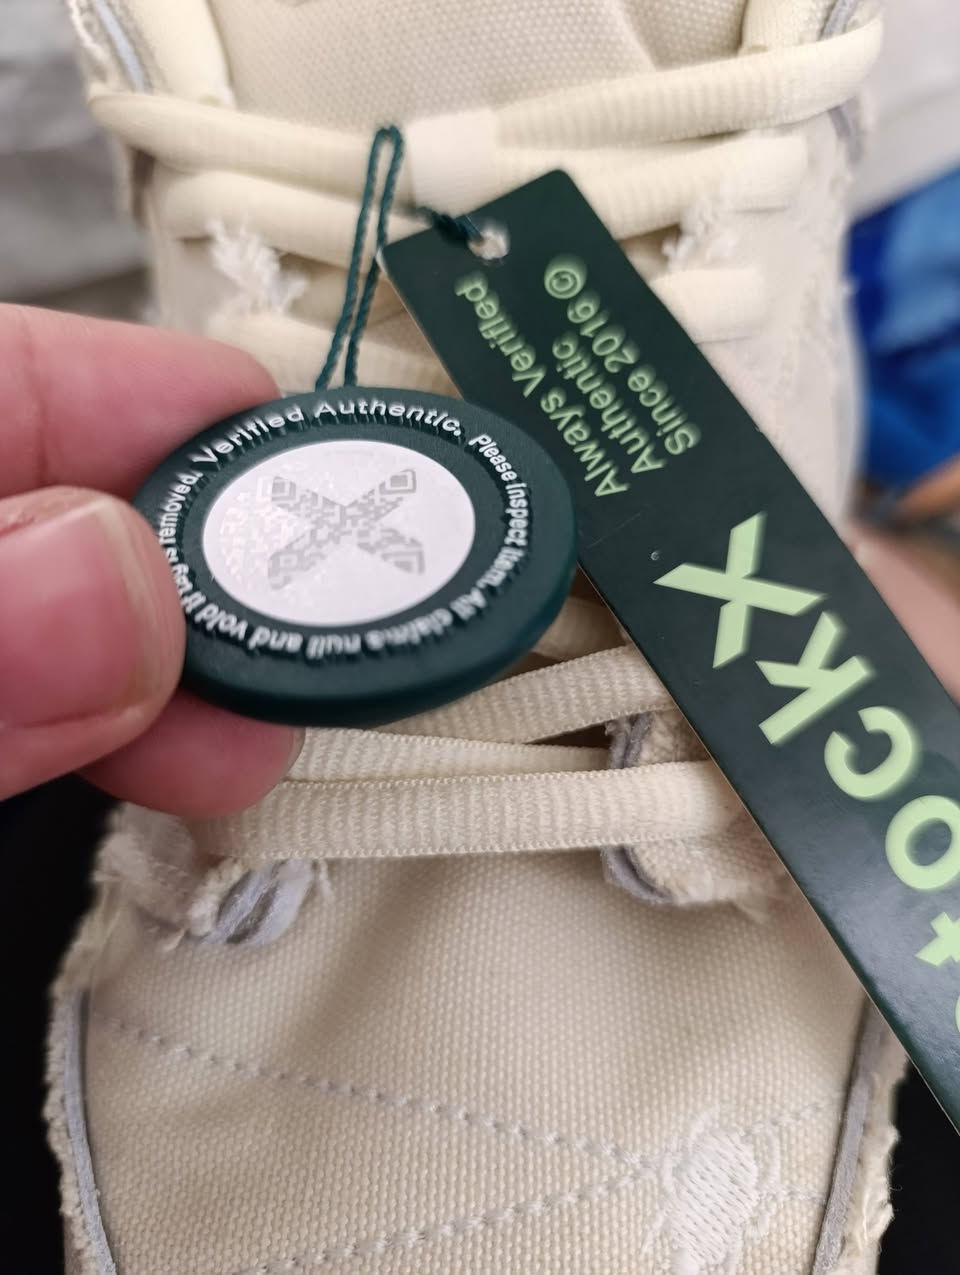 Verified Authentic. Please inspect item. All claims null and void if tag is removed.
Always Verified
Authentic
Since 2016 ©
stockX